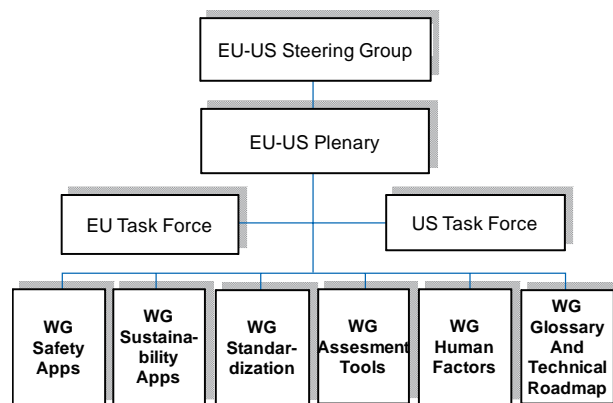 EU-US Steering Group
EU-US Plenary
EU Task Force
US Task Force
WG
Safety
Apps
WG
Sustaina-
bility
Apps
WG
Standar-
dization
WG
Assesment
Tools
WG
Human
Factors
WG
Glossary
And
Technical
Roadmap